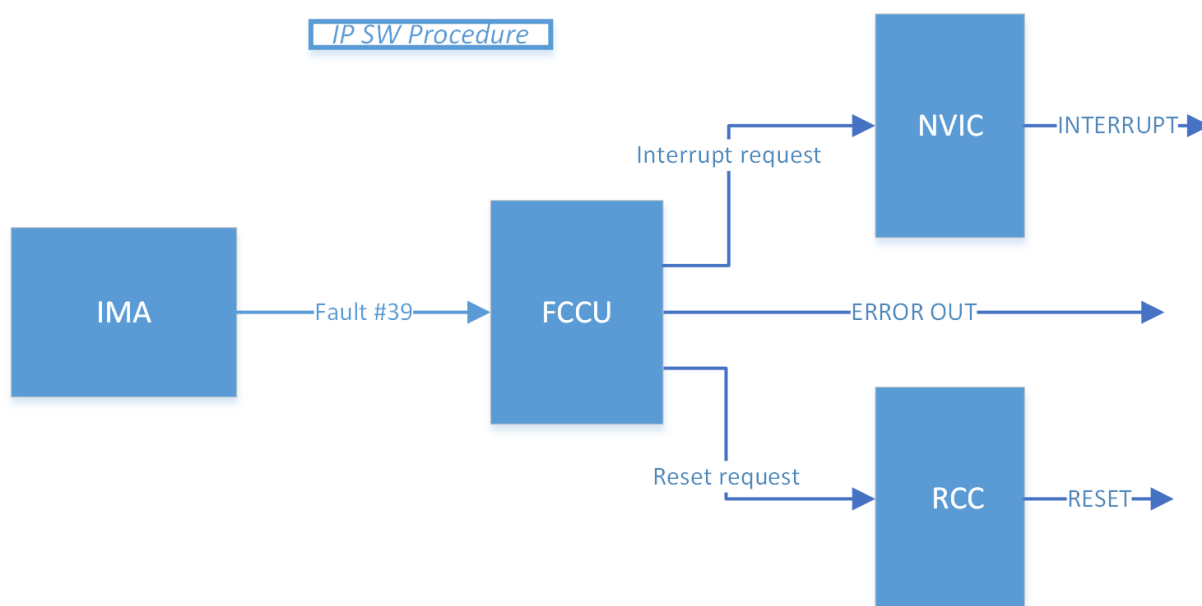 IP SW Procedure
NVIC
INTERRUPT
Interrupt request
IMA
Fault #39
FCCU
ERROR OUT
Reset request
RCC
RESET